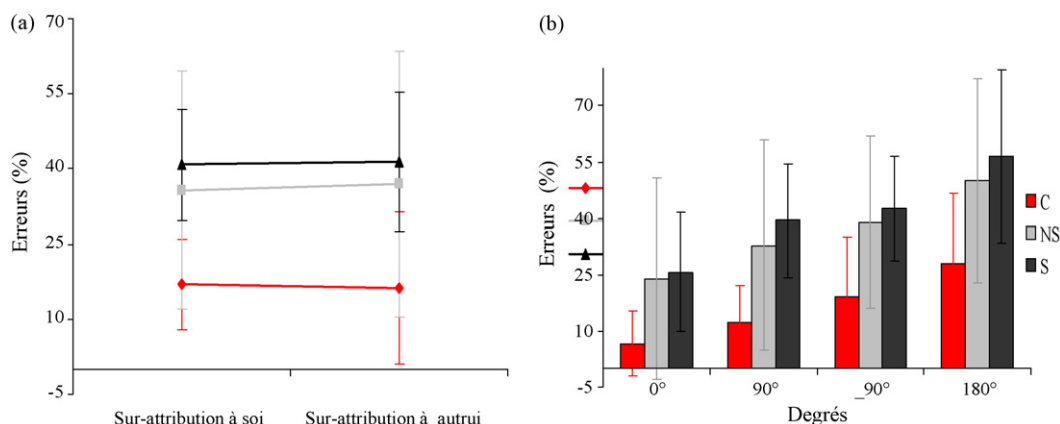 (a)
Erreurs (%)
70
55
40
25
10
-5
Sur-attribution à soi
Sur-attribution à autrui
(b)
Erreurs (%)
70
55
40
25
10
-5
0°
90°
_90°
180°
Degrés
C
NS
S